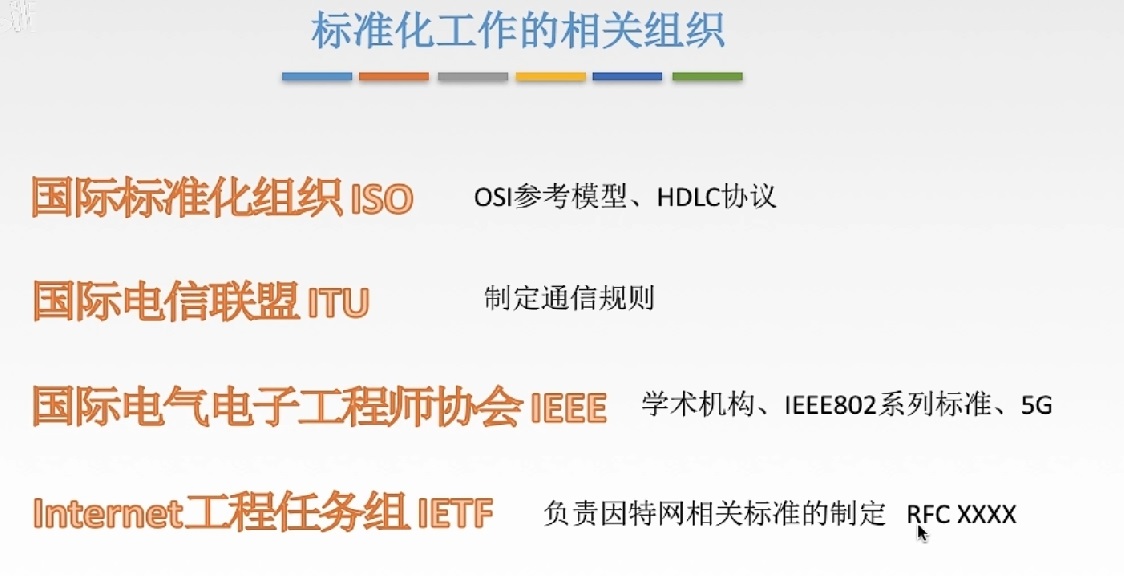 标准化工作的相关组织
国际标准化组织 ISO OSI参考模型、HDLC协议
国际电信联盟 ITU 制定通信规则
国际电气电子工程师协会 IEEE 学术机构、IEEE802系列标准、5G
Internet工程任务组 IETF 负责因特网相关标准的制定 RFC XXXX